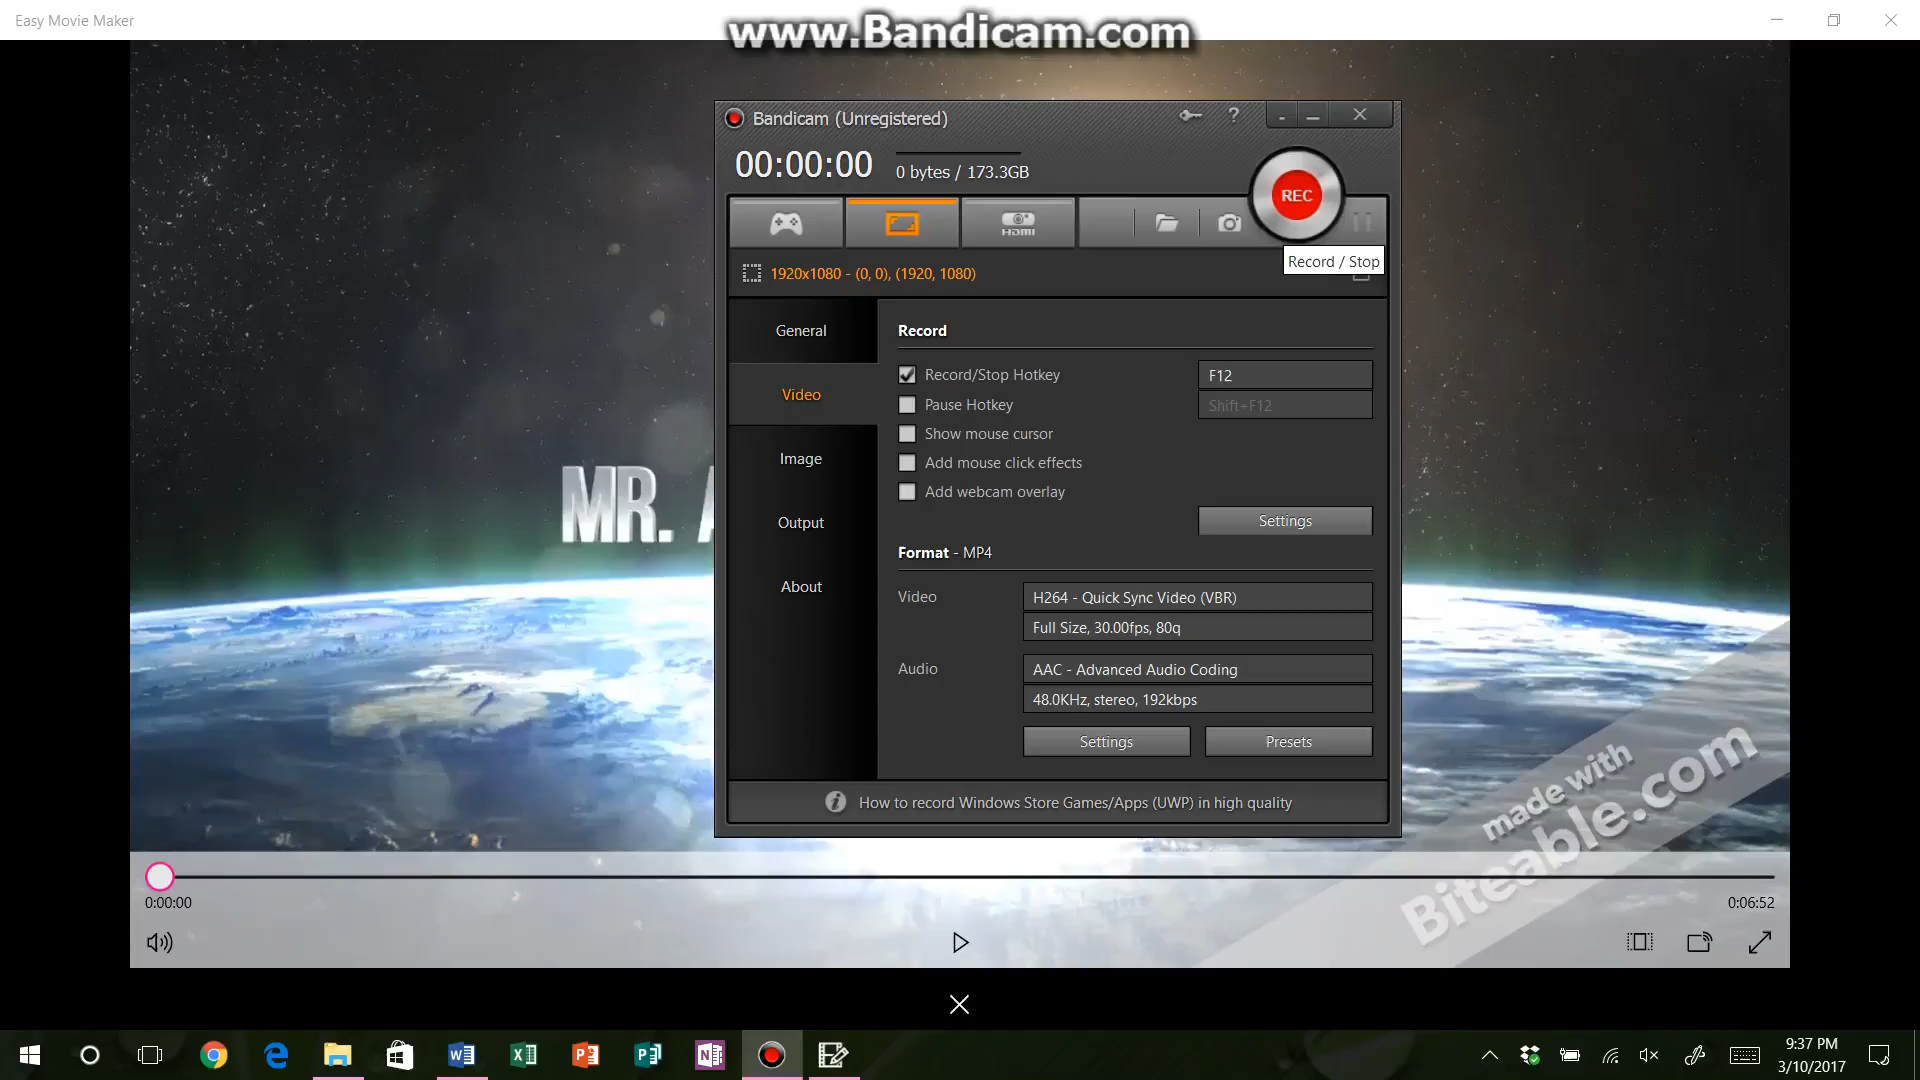 Easy Movie Maker
www.Bandicam.com
Bandicam (Unregistered)
?
00:00:00
0 bytes / 173.3GB
REC
HDMI
Record / Stop
1920x1080 - (0, 0), (1920, 1080)
General
Video
Image
Output
About
Record
Record/Stop Hotkey
F12
Pause Hotkey
Shift+F12
Show mouse cursor
Add mouse click effects
Add webcam overlay
Settings
Format - MP4
Video
H264 - Quick Sync Video (VBR)
Full Size, 30.00fps, 80q
Audio
AAC - Advanced Audio Coding
48.0KHz, stereo, 192kbps
Settings
Presets
How to record Windows Store Games/Apps (UWP) in high quality
MR. A
made with
Biteable.com
0:00:00
0:06:52
9:37 PM
3/10/2017